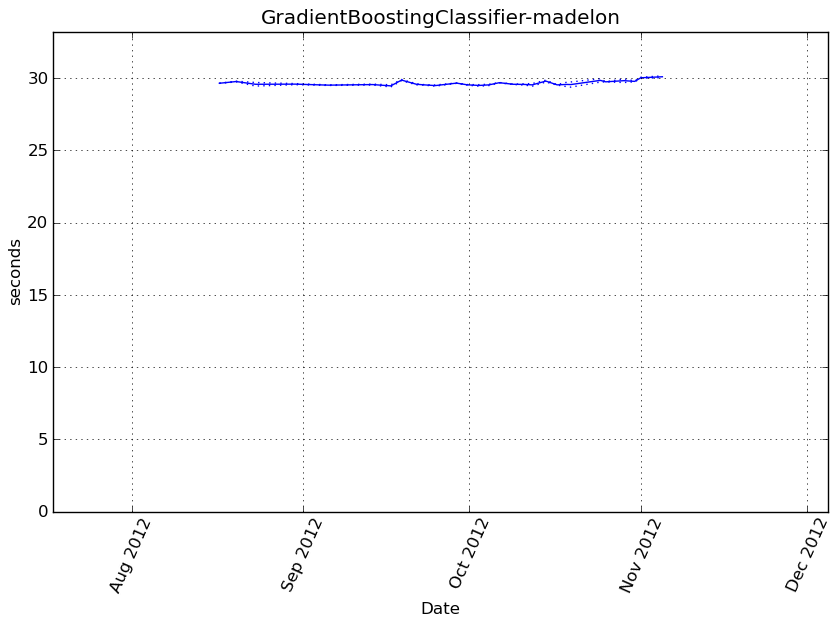 GradientBoostingClassifier-madelon
30
25
20
15
10
5
0
seconds
Aug 2012
Sep 2012
Oct 2012
Nov 2012
Dec 2012
Date